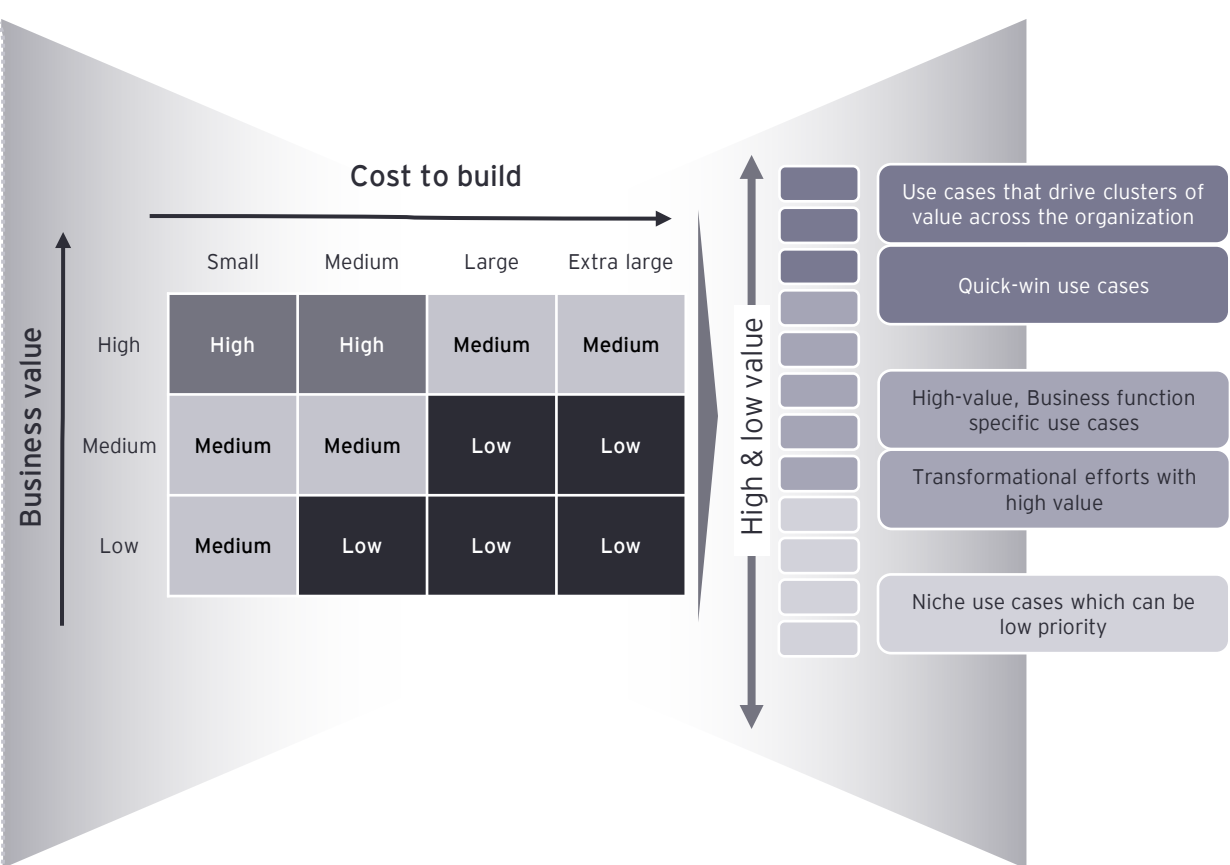 Cost to build
Small Medium Large Extra large
Business value
High High High Medium Medium
Medium Medium Medium Low Low
Low Medium Low Low Low
High & low value
Use cases that drive clusters of
value across the organization
Quick-win use cases
High-value, Business function
specific use cases
Transformational efforts with
high value
Niche use cases which can be
low priority